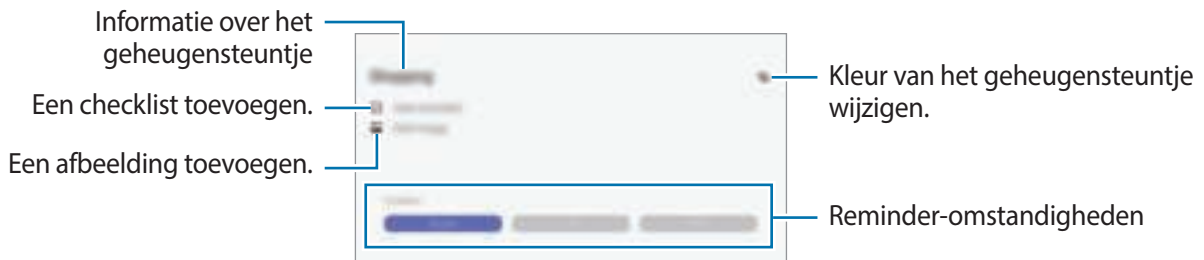 Informatie over het
geheugensteuntje
Een checklist toevoegen.
Een afbeelding toevoegen.
Kleur van het geheugensteuntje
wijzigen.
Reminder-omstandigheden